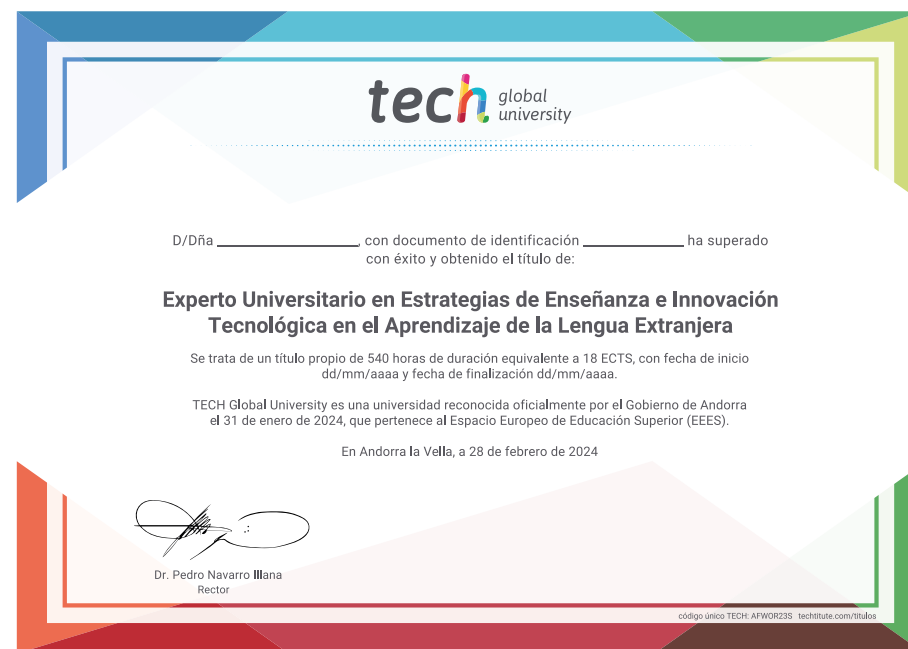 tech global
university
D/Dña ____________________, con documento de identificación ______________ ha superado
con éxito y obtenido el título de:
Experto Universitario en Estrategias de Enseñanza e Innovación
Tecnológica en el Aprendizaje de la Lengua Extranjera
Se trata de un título propio de 540 horas de duración equivalente a 18 ECTS, con fecha de inicio
dd/mm/aaaa y fecha de finalización dd/mm/aaaa.
TECH Global University es una universidad reconocida oficialmente por el Gobierno de Andorra
el 31 de enero de 2024, que pertenece al Espacio Europeo de Educación Superior (EEES).
En Andorra la Vella, a 28 de febrero de 2024
Dr. Pedro Navarro Illana
Rector
código único TECH: AFWOR23S techtitute.com/titulos